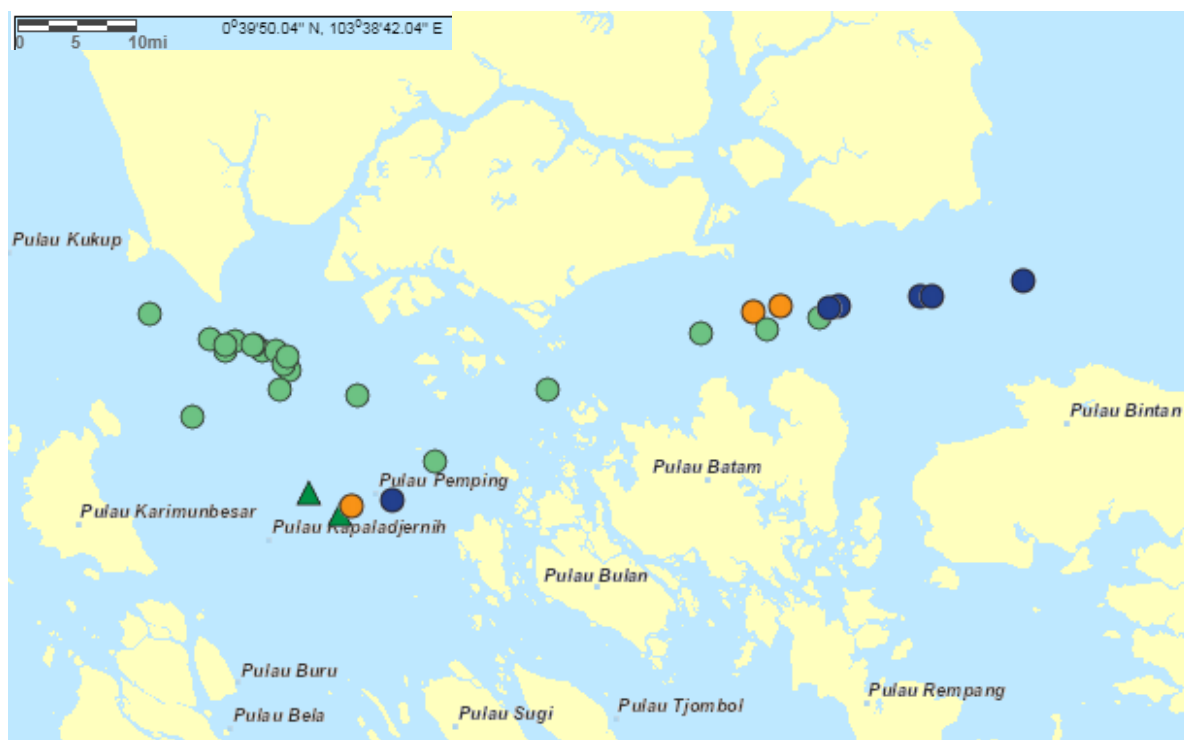 0°39'50.04" N, 103°38'42.04" E
0 5 10mi
Pulau Kukup
Pulau Bintan
Pulau Batam
Pulau Pemping
Pulau Karimunbesar
Pulau Kapaladjernih
Pulau Bulan
Pulau Buru
Pulau Rempang
Pulau Tjombol
Pulau Bela
Pulau Sugi